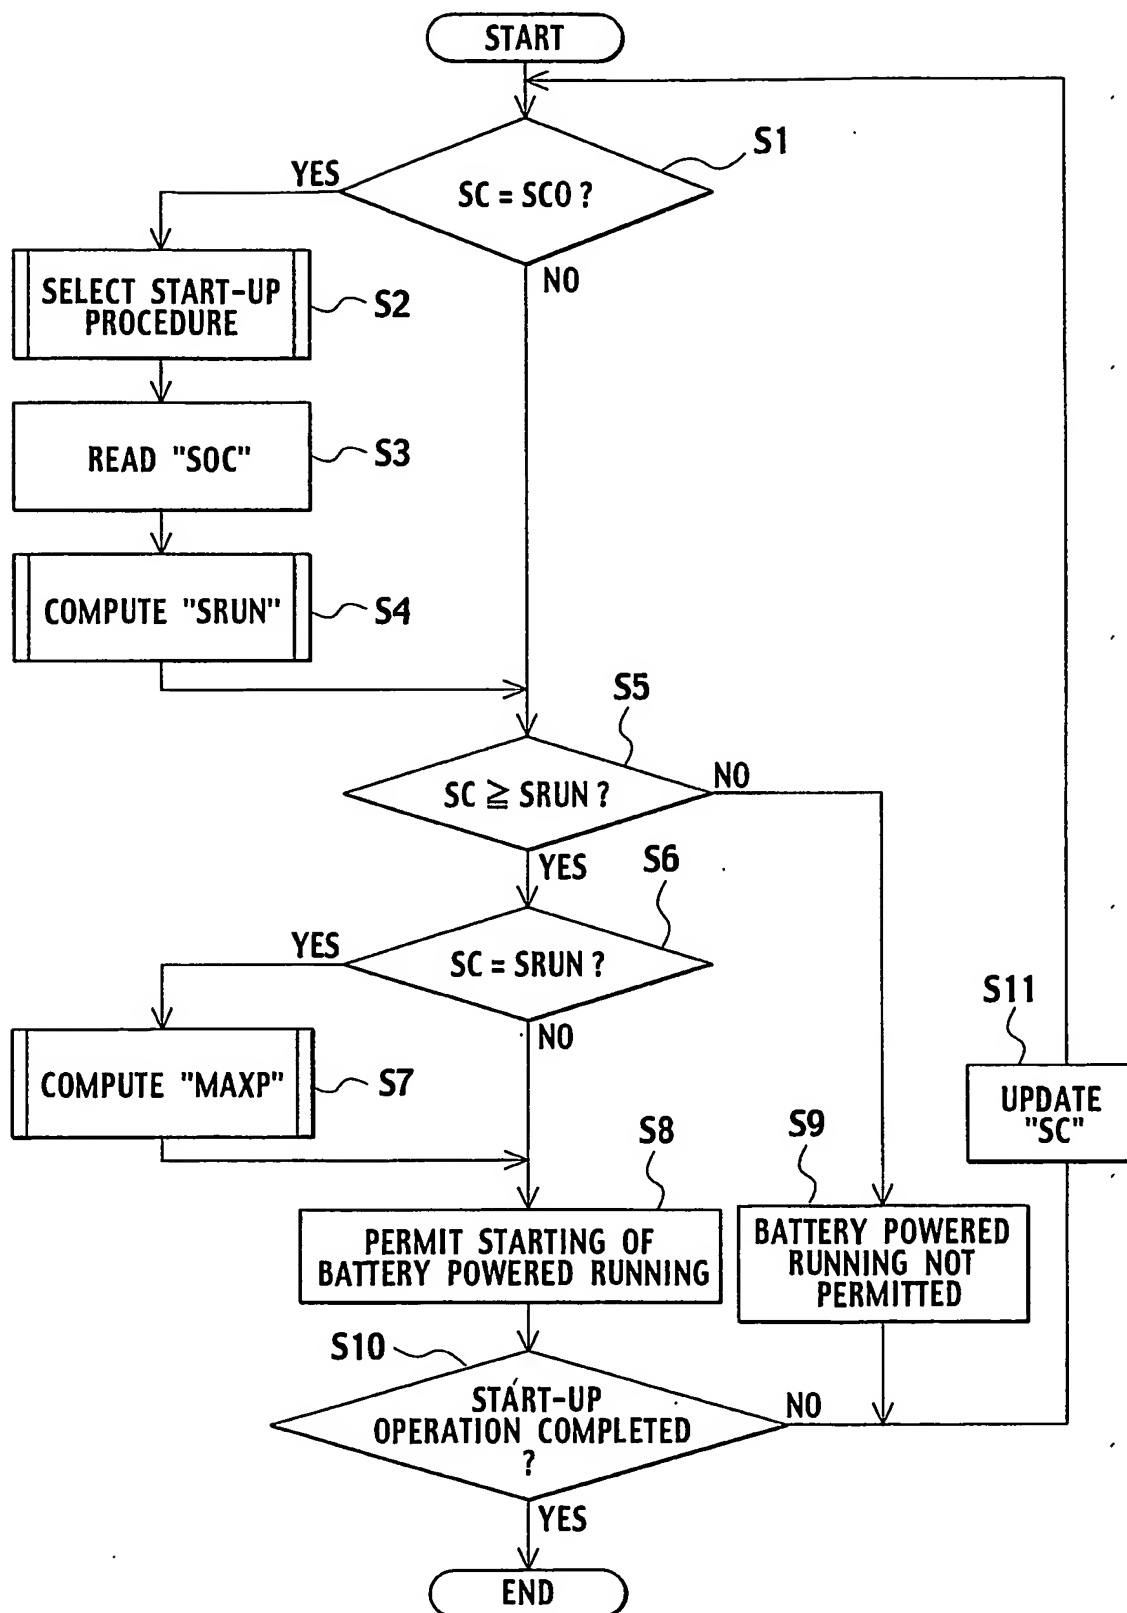 START
S1
YES
SC = SC0 ?
NO
SELECT START-UP
PROCEDURE
S2
READ "SOC"
S3
COMPUTE "SRUN"
S4
S5
SC ≧ SRUN ?
NO
YES
S6
YES
SC = SRUN ?
NO
S11
COMPUTE "MAXP"
S7
UPDATE
"SC"
S8
S9
PERMIT STARTING OF
BATTERY POWERED RUNNING
BATTERY POWERED
RUNNING NOT
PERMITTED
S10
START-UP
OPERATION COMPLETED
?
NO
YES
END